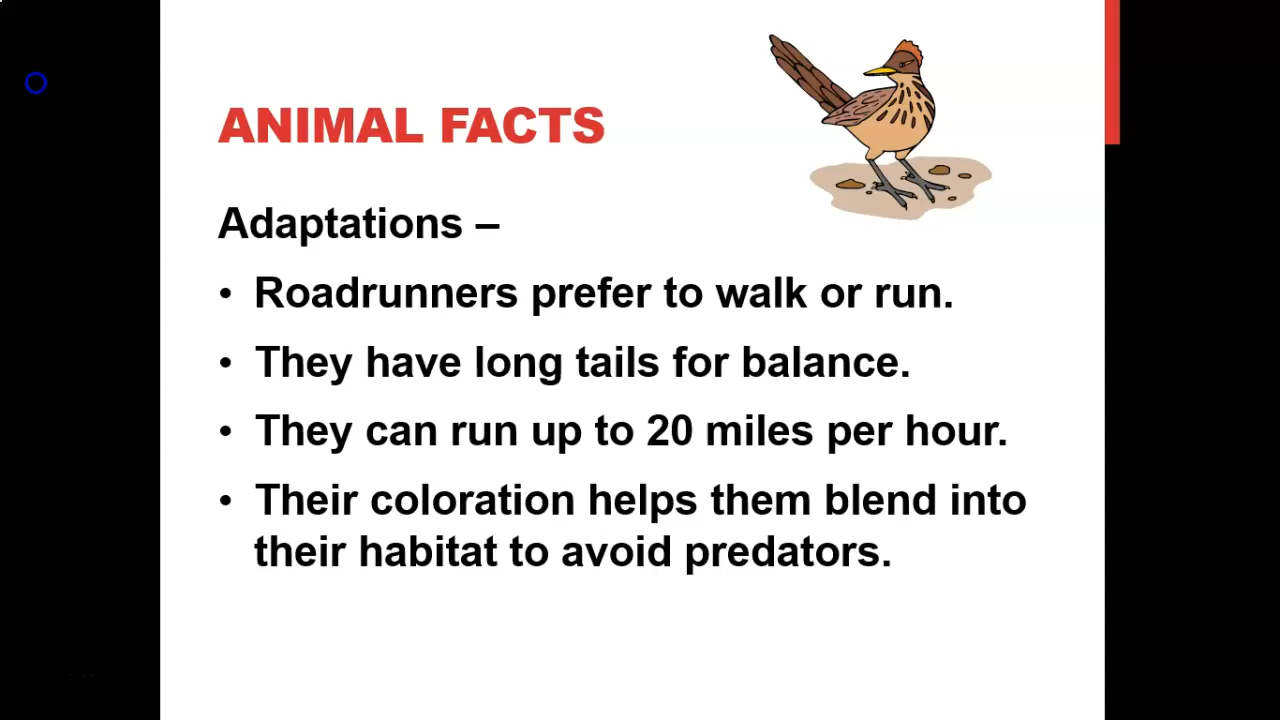 ANIMAL FACTS
Adaptations –
• Roadrunners prefer to walk or run.
• They have long tails for balance.
• They can run up to 20 miles per hour.
• Their coloration helps them blend into
their habitat to avoid predators.